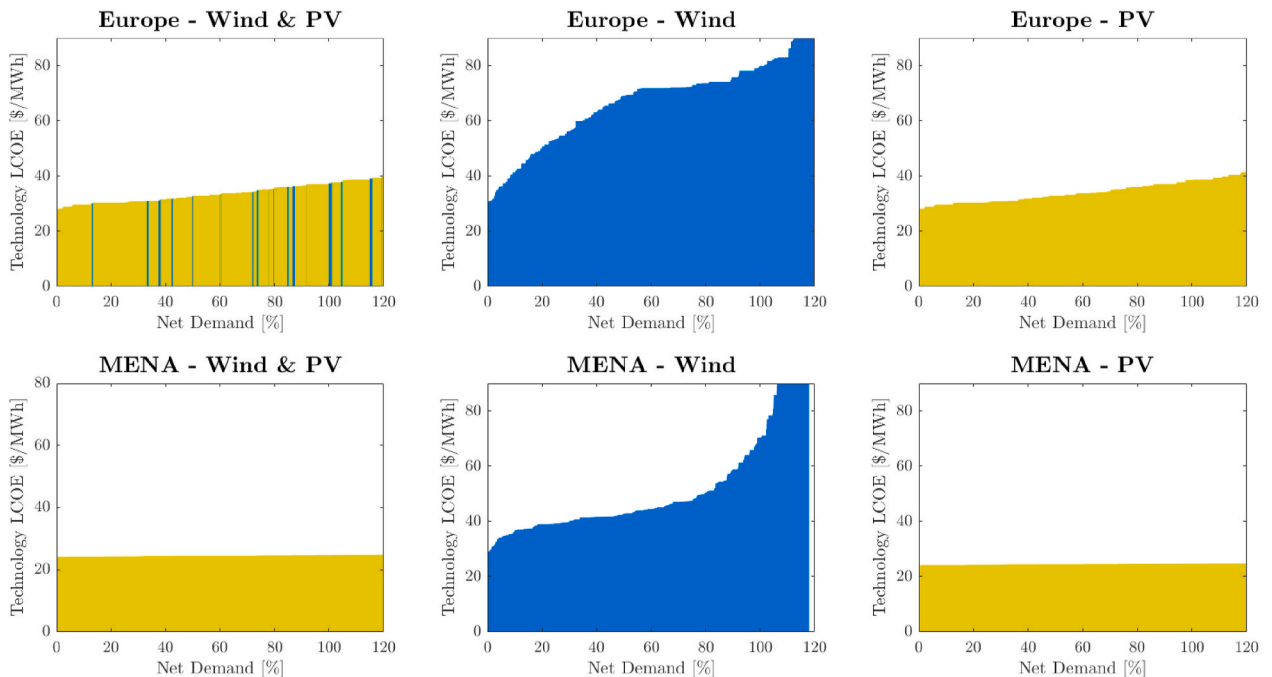 Europe - Wind & PV
Technology LCOE [$/MWh]
80
60
40
20
0
0 20 40 60 80 100 120
Net Demand [%]
Europe - Wind
Technology LCOE [$/MWh]
80
60
40
20
0
0 20 40 60 80 100 120
Net Demand [%]
Europe - PV
Technology LCOE [$/MWh]
80
60
40
20
0
0 20 40 60 80 100 120
Net Demand [%]
MENA - Wind & PV
Technology LCOE [$/MWh]
80
60
40
20
0
0 20 40 60 80 100 120
Net Demand [%]
MENA - Wind
Technology LCOE [$/MWh]
80
60
40
20
0
0 20 40 60 80 100 120
Net Demand [%]
MENA - PV
Technology LCOE [$/MWh]
80
60
40
20
0
0 20 40 60 80 100 120
Net Demand [%]